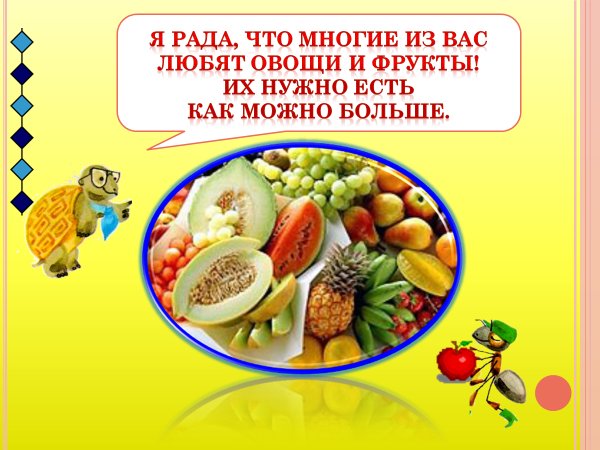 Я РАДА, ЧТО МНОГИЕ ИЗ ВАС
ЛЮБЯТ ОВОЩИ И ФРУКТЫ!
ИХ НУЖНО ЕСТЬ
КАК МОЖНО БОЛЬШЕ.